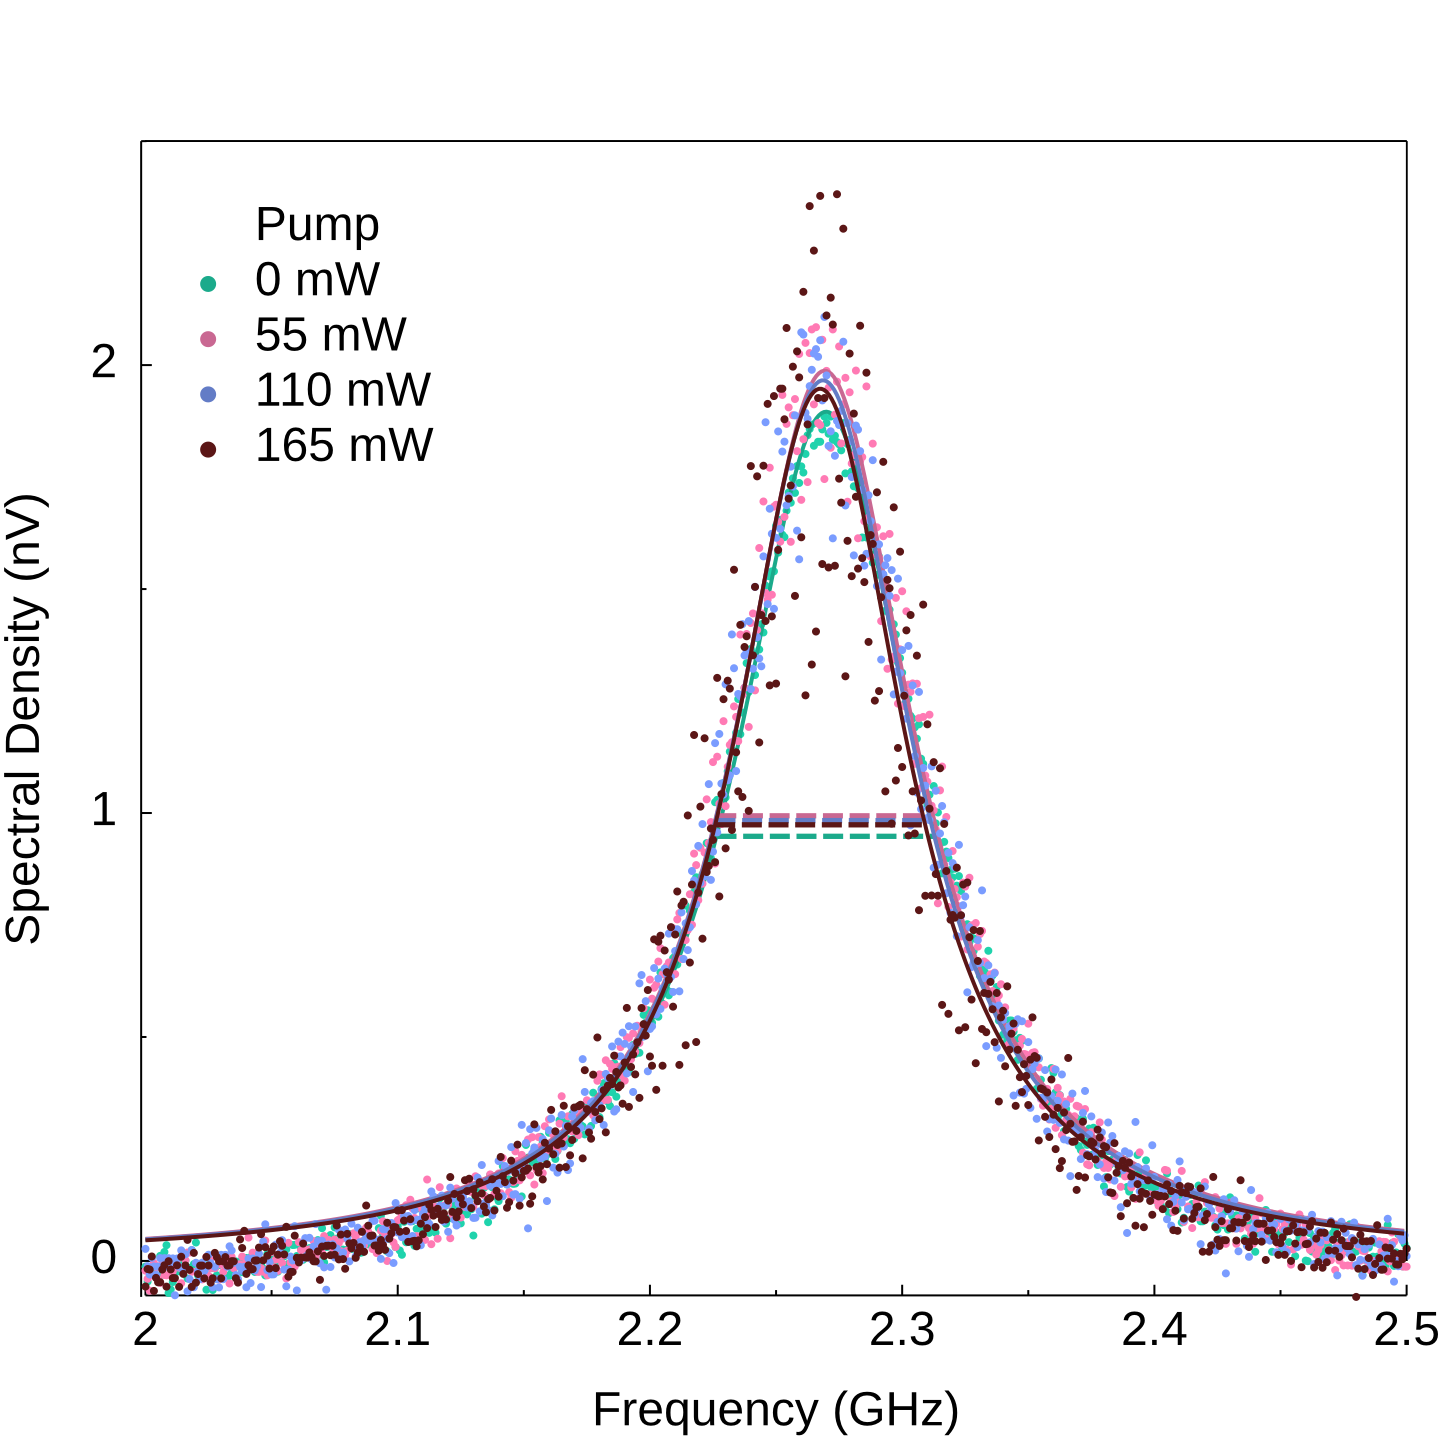 Pump
0 mW
55 mW
110 mW
165 mW
Spectral Density (nV)
2
1
0
2 2.1 2.2 2.3 2.4 2.5
Frequency (GHz)